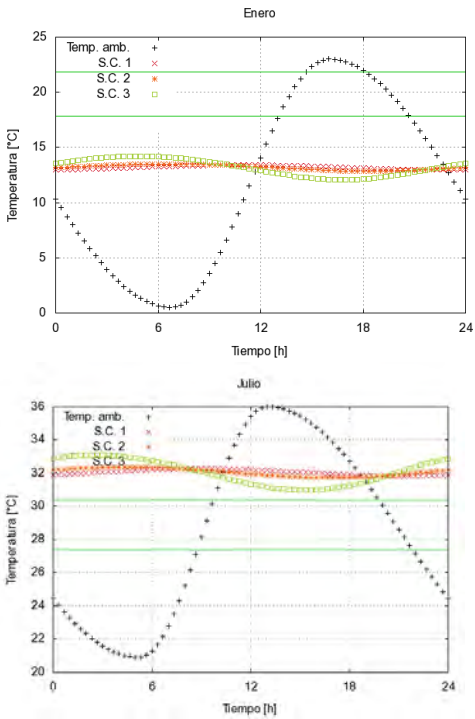 Enero
25
20
15
10
5
0
Temperatura [°C]
Temp. amb.
S.C. 1
S.C. 2
S.C. 3
0 6 12 18 24
Tiempo [h]
Julio
36
34
32
30
28
26
24
22
20
Temperatura [°C]
Temp. amb.
S.C. 1
S.C. 2
S.C. 3
0 6 12 18 24
Tiempo [h]